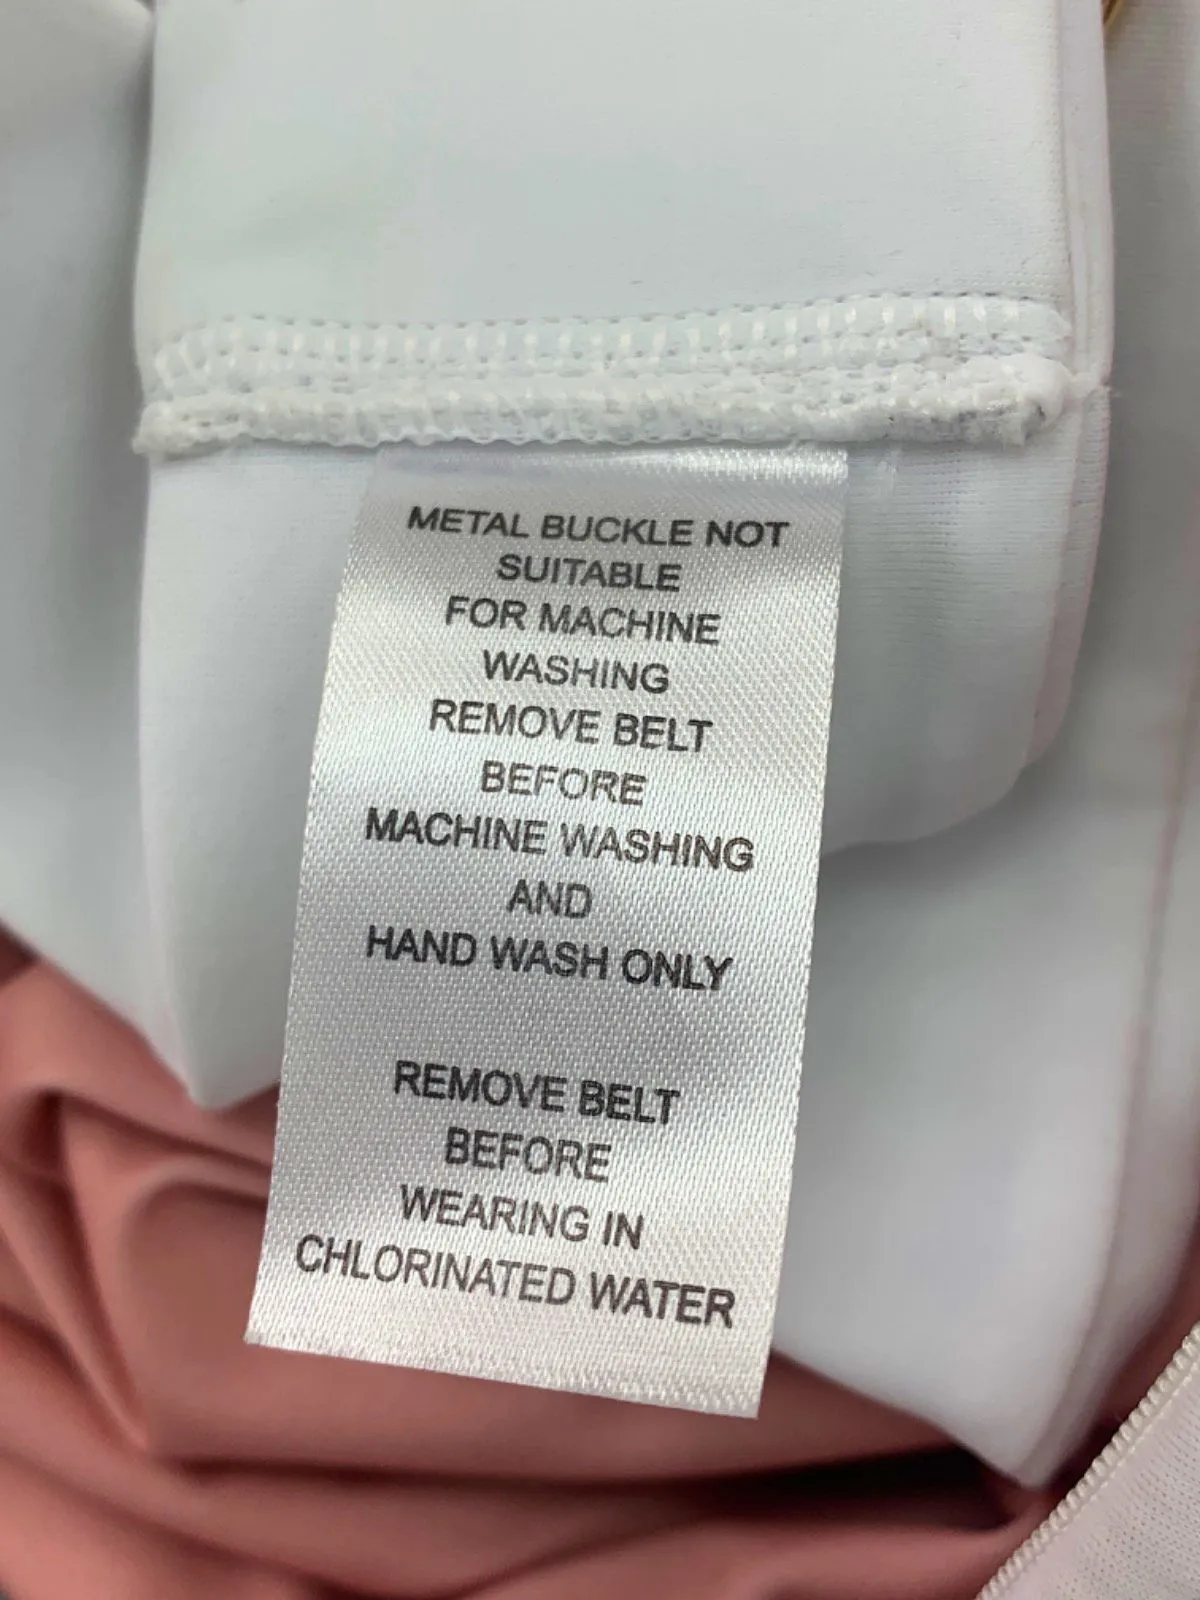 METAL BUCKLE NOT
SUITABLE
FOR MACHINE
WASHING
REMOVE BELT
BEFORE
MACHINE WASHING
AND
HAND WASH ONLY
REMOVE BELT
BEFORE
WEARING IN
CHLORINATED WATER